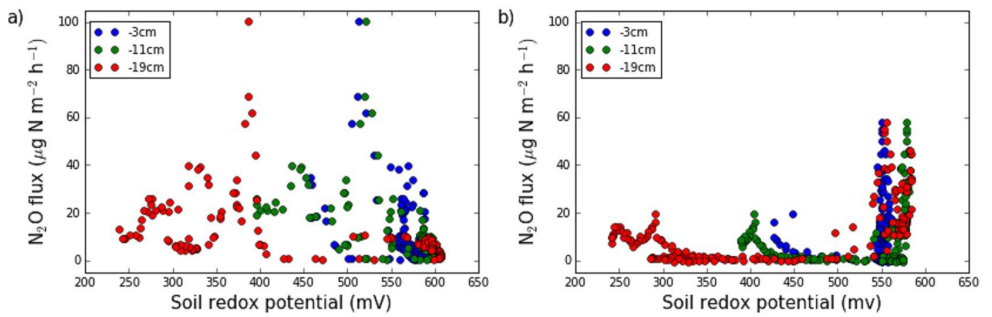 a)
100
80
60
40
20
0
N₂O flux (μg N m⁻² h⁻¹)
-3cm
-11cm
-19cm
200 250 300 350 400 450 500 550 600 650
Soil redox potential (mV)
b)
100
80
60
40
20
0
N₂O flux (μg N m⁻² h⁻¹)
-3cm
-11cm
-19cm
200 250 300 350 400 450 500 550 600 650
Soil redox potential (mv)